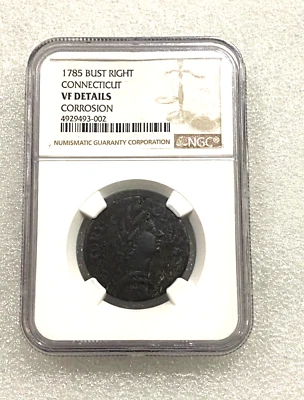 1785 BUST RIGHT
CONNECTICUT
VF DETAILS
CORROSION
4929493-002
NUMISMATIC GUARANTY CORPORATION
NGC®